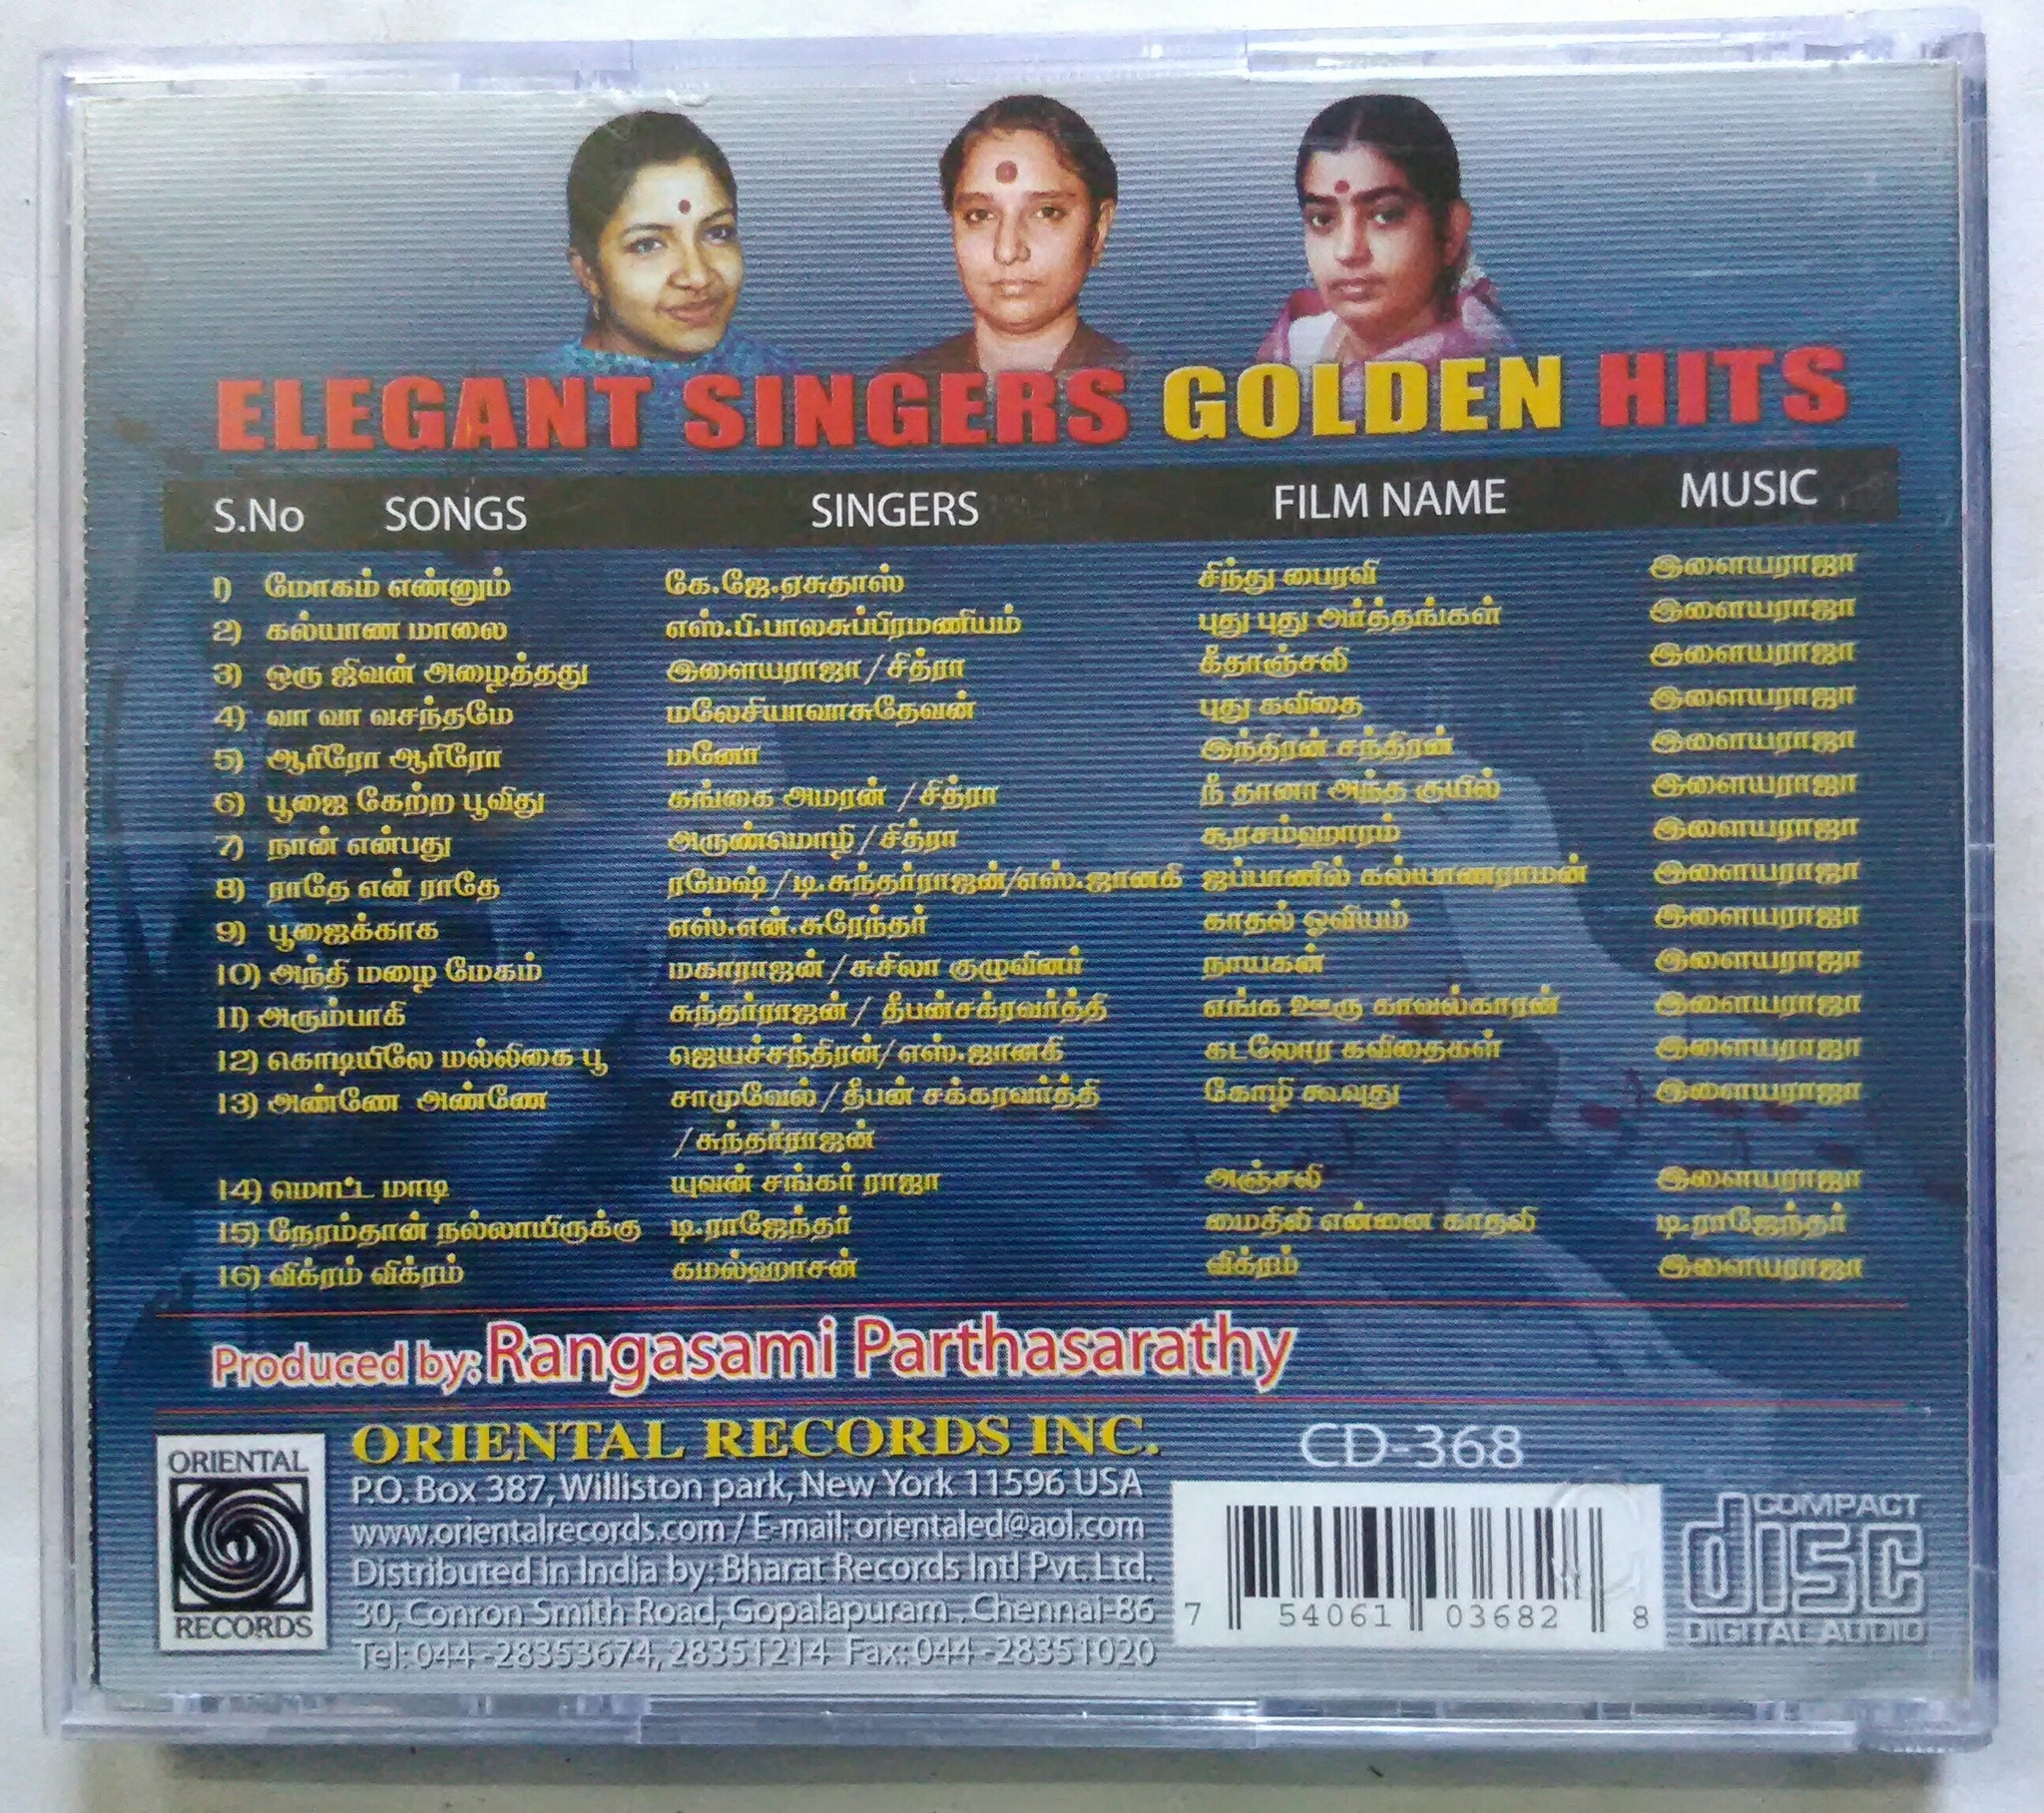 ELEGANT SINGERS GOLDEN HITS
S.No SONGS SINGERS FILM NAME MUSIC
1) மோகம் எண்னும் கே.ஜே.ஏசுதாஸ் சிந்து பைரவி இளையராஜா
2) கல்யாண மாலை எஸ்.பி.பாலசுப்பிரமணியம் புது புது அர்த்தங்கள் இளையராஜா
3) ஒரு ஜிவன் அழைத்தது இளையராஜா / சித்ரா கீதாஞ்சலி இளையராஜா
4) வா வா வசந்தமே மலேசியாவாசுதேவன் புது கவிதை இளையராஜா
5) ஆரிரோ ஆரிரோ மனோ இந்திரன் சந்திரன் இளையராஜா
6) பூஜை கேற்ற பூவிது கங்கை அமரன் / சித்ரா நீ தானா அந்த குயில் இளையராஜா
7) நான் என்பது அருண்மொழி / சித்ரா சூரசம்ஹாரம் இளையராஜா
8) ராதே என் ராதே ரமேஷ் / டி.சுந்தர்ராஜன்/எஸ்.ஜானகி ஜப்பானில் கல்யாணராமன் இளையராஜா
9) பூஜைக்காக எஸ்.என்.சுரேந்தர் காதல் ஓவியம் இளையராஜா
10) அந்தி மழை மேகம் மகாராஜன் / சுசிலா குழுவினர் நாயகன் இளையராஜா
11) அரும்பாகி சுந்தர்ராஜன் / தீபன்சக்ரவர்த்தி எங்க ஊரு காவல்காரன் இளையராஜா
12) கொடியிலே மல்லிகை பூ ஜெயச்சந்திரன்/ எஸ்.ஜானகி கடலோர கவிதைகள் இளையராஜா
13) அண்ணே அண்ணே சாமுவேல் / தீபன் சக்கரவர்த்தி கோழி கூவுது இளையராஜா
/ சுந்தர்ராஜன்
14) மொட்ட மாடி யுவன் சங்கர் ராஜா அஞ்சலி இளையராஜா
15) நேரம்தான் நல்லாயிருக்கு டி.ராஜேந்தர் மைதிலி என்னை காதலி டி.ராஜேந்தர்
16) விக்ரம் விக்ரம் கமல்ஹாசன் விக்ரம் இளையராஜா
Produced by: Rangasami Parthasarathy
ORIENTAL
RECORDS
ORIENTAL RECORDS INC.
P.O. Box 387, Williston park, New York 11596 USA
www.orientalrecords.com / E-mail: orientaled@aol.com
Distributed in India by: Bharat Records Intl Pvt. Ltd.
30, Conron Smith Road, Gopalapuram . Chennai-86
Tel: 044 -28353674, 28351214 Fax: 044 -28351020
CD-368
7 54061 03682 8
COMPACT
disc
DIGITAL AUDIO